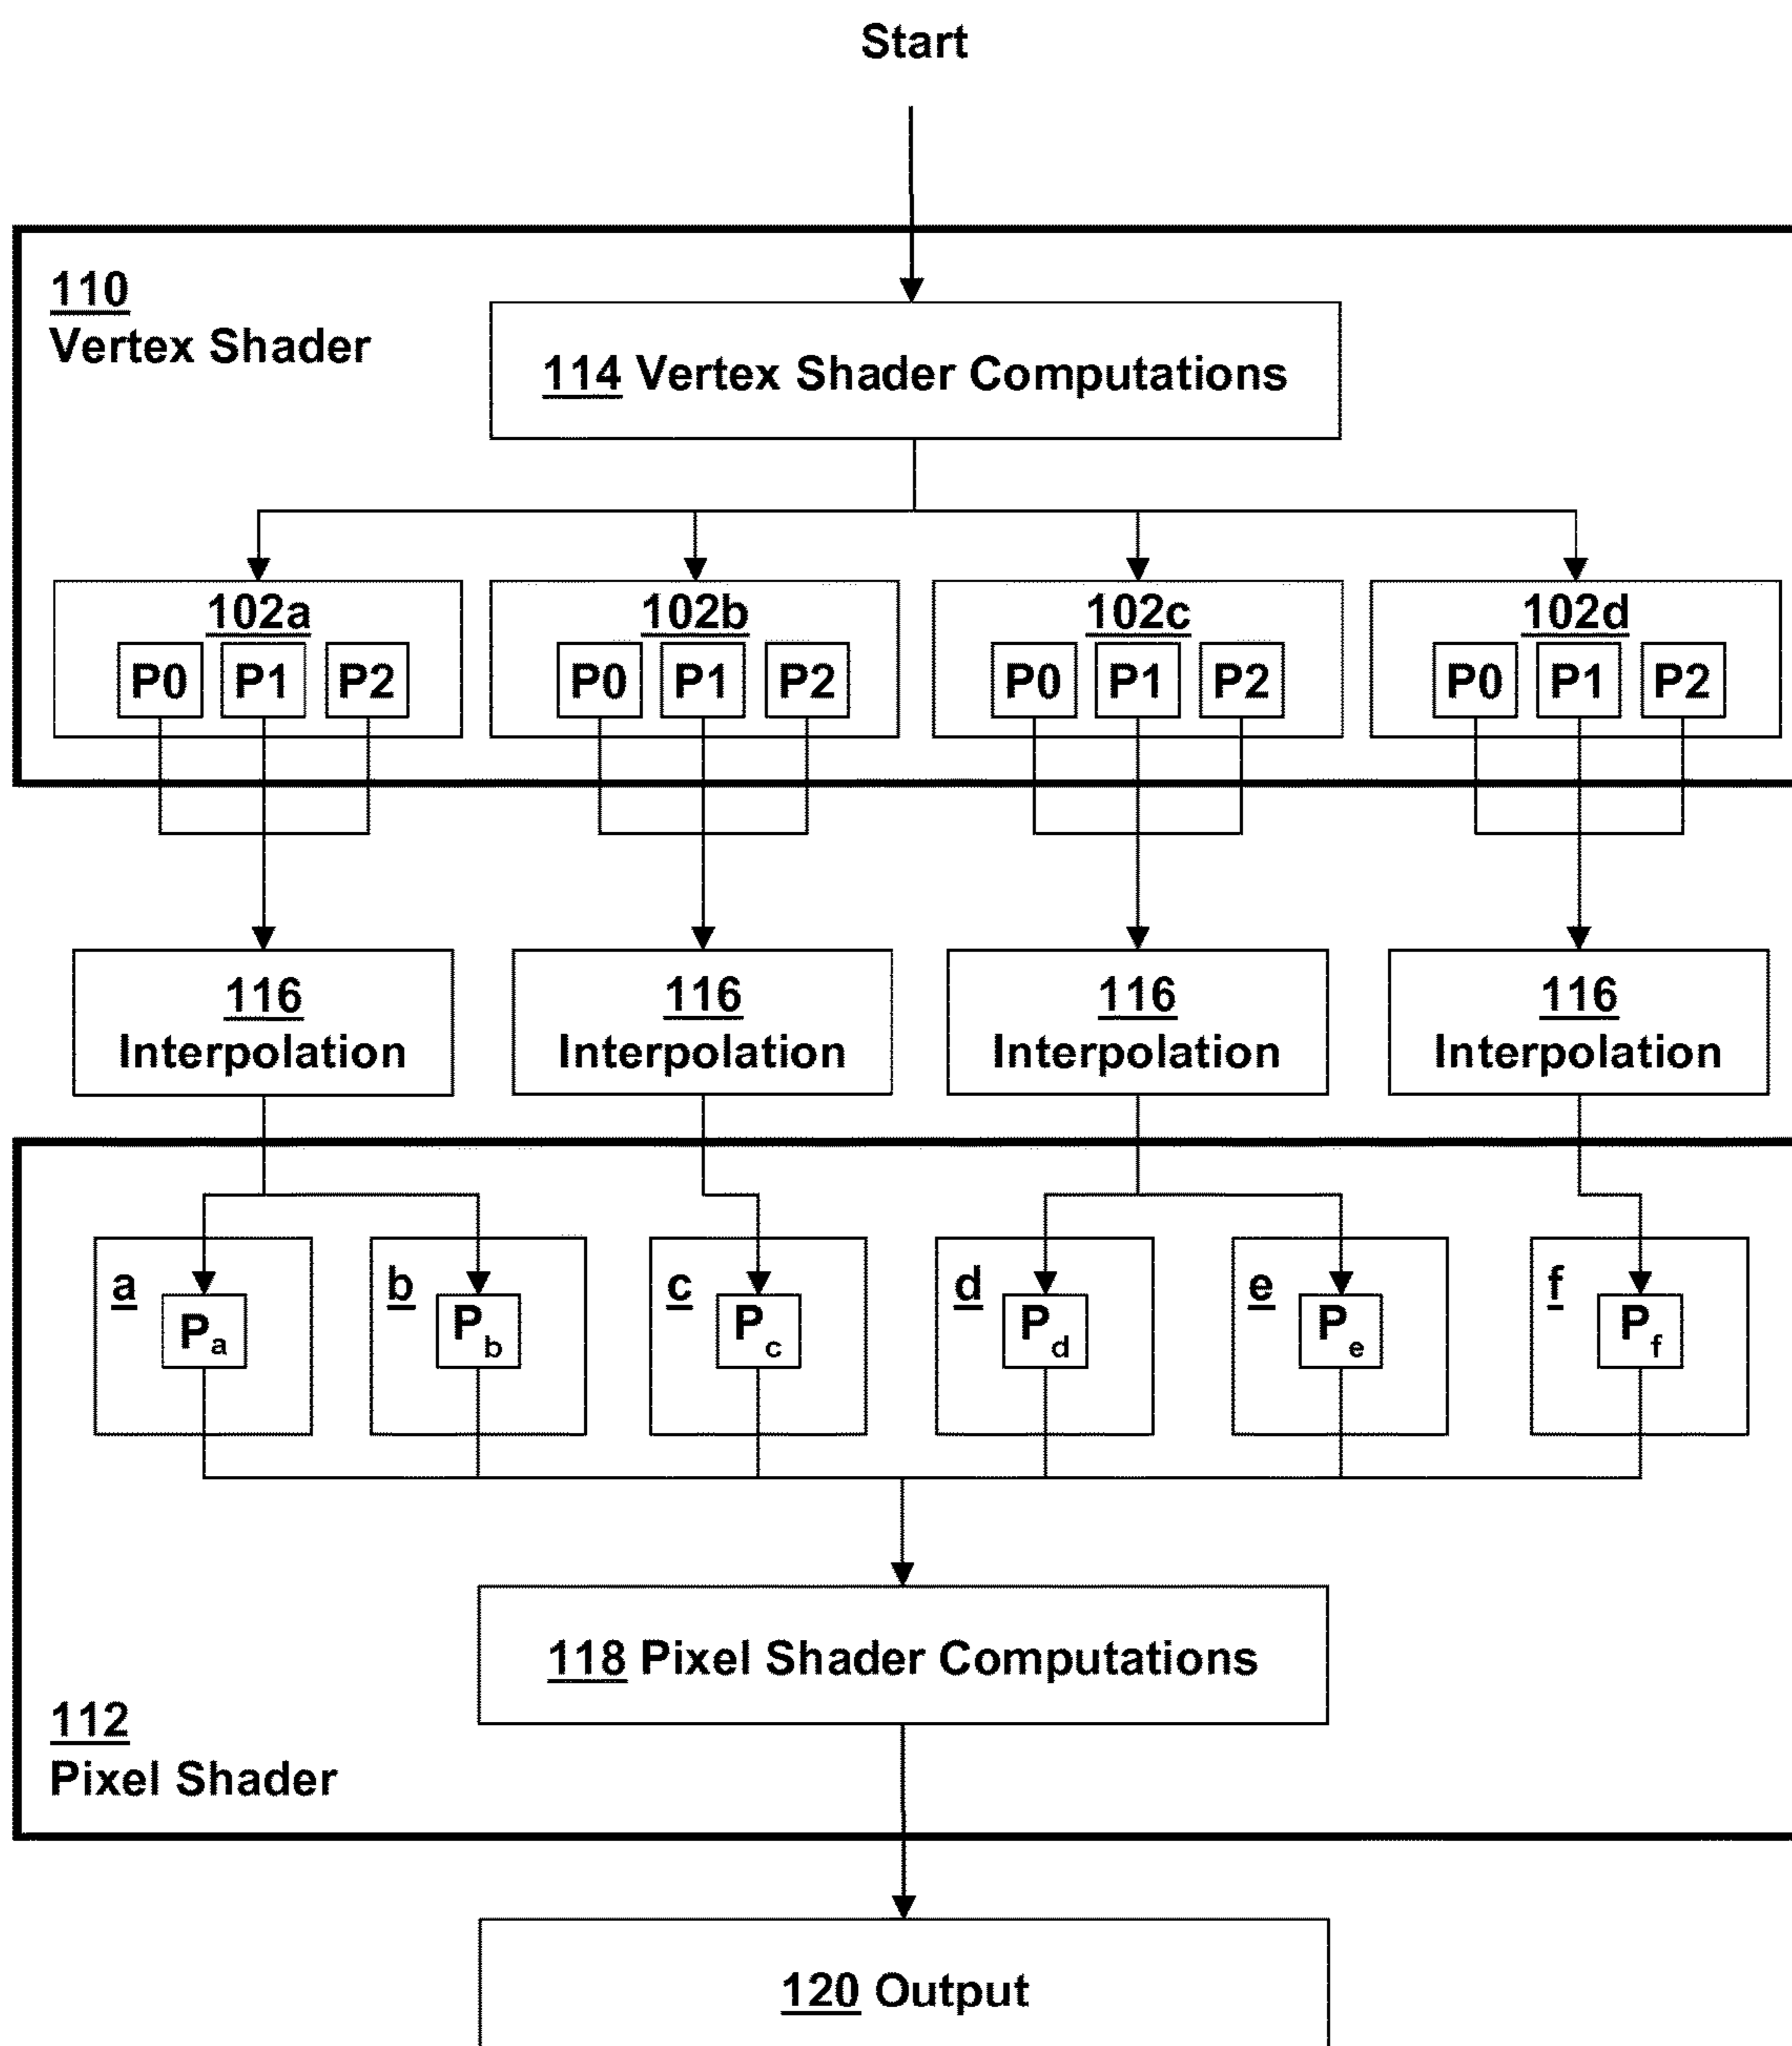 Start
110
Vertex Shader
114 Vertex Shader Computations
102a 102b 102c 102d
P0 P1 P2 P0 P1 P2 P0 P1 P2 P0 P1 P2
116 116 116 116
Interpolation Interpolation Interpolation Interpolation
a b c d e f
Pa Pb Pc Pd Pe Pf
118 Pixel Shader Computations
112
Pixel Shader
120 Output